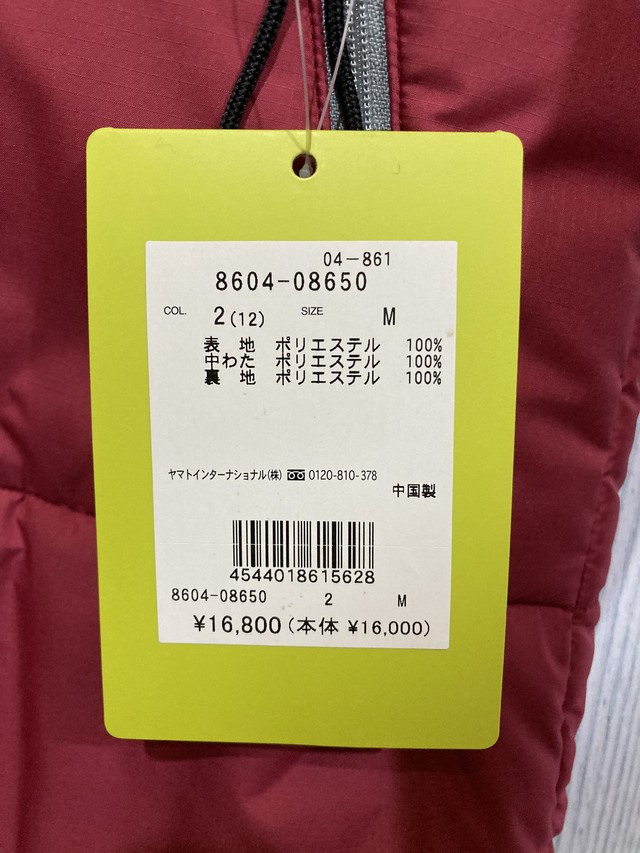 04-861
8604-08650
COL. 2(12) SIZE M
表 地 ポリエステル 100%
中わた ポリエステル 100%
裏 地 ポリエステル 100%
ヤマトインターナショナル(株) 0120-810-378
中国製
4544018615628
8604-08650 2 M
¥16,800(本体 ¥16,000)